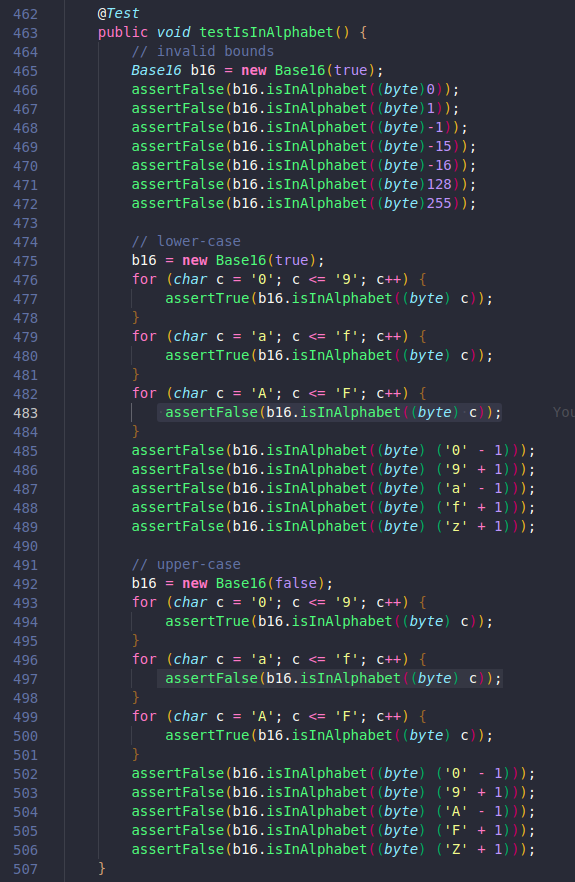 462 @Test
463 public void testIsInAlphabet() {
464 // invalid bounds
465 Base16 b16 = new Base16(true);
466 assertFalse(b16.isInAlphabet((byte)0));
467 assertFalse(b16.isInAlphabet((byte)1));
468 assertFalse(b16.isInAlphabet((byte)-1));
469 assertFalse(b16.isInAlphabet((byte)-15));
470 assertFalse(b16.isInAlphabet((byte)-16));
471 assertFalse(b16.isInAlphabet((byte)128));
472 assertFalse(b16.isInAlphabet((byte)255));
473
474 // lower-case
475 b16 = new Base16(true);
476 for (char c = '0'; c <= '9'; c++) {
477 assertTrue(b16.isInAlphabet((byte) c));
478 }
479 for (char c = 'a'; c <= 'f'; c++) {
480 assertTrue(b16.isInAlphabet((byte) c));
481 }
482 for (char c = 'A'; c <= 'F'; c++) {
483 assertFalse(b16.isInAlphabet((byte) c)); You
484 }
485 assertFalse(b16.isInAlphabet((byte) ('0' - 1)));
486 assertFalse(b16.isInAlphabet((byte) ('9' + 1)));
487 assertFalse(b16.isInAlphabet((byte) ('a' - 1)));
488 assertFalse(b16.isInAlphabet((byte) ('f' + 1)));
489 assertFalse(b16.isInAlphabet((byte) ('z' + 1)));
490
491 // upper-case
492 b16 = new Base16(false);
493 for (char c = '0'; c <= '9'; c++) {
494 assertTrue(b16.isInAlphabet((byte) c));
495 }
496 for (char c = 'a'; c <= 'f'; c++) {
497 assertFalse(b16.isInAlphabet((byte) c));
498 }
499 for (char c = 'A'; c <= 'F'; c++) {
500 assertTrue(b16.isInAlphabet((byte) c));
501 }
502 assertFalse(b16.isInAlphabet((byte) ('0' - 1)));
503 assertFalse(b16.isInAlphabet((byte) ('9' + 1)));
504 assertFalse(b16.isInAlphabet((byte) ('A' - 1)));
505 assertFalse(b16.isInAlphabet((byte) ('F' + 1)));
506 assertFalse(b16.isInAlphabet((byte) ('Z' + 1)));
507 }